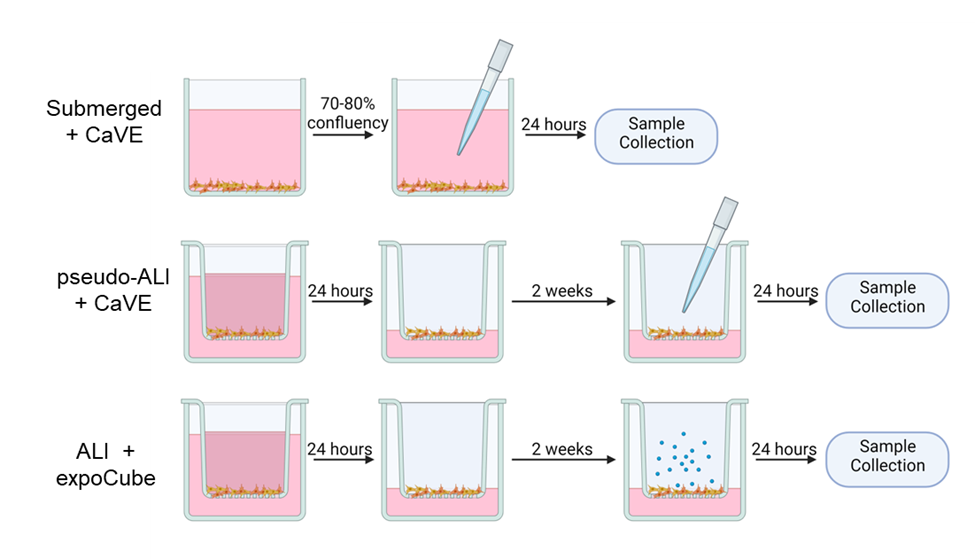 Submerged
+ CaVE
70-80%
confluency
24 hours
Sample
Collection
pseudo-ALI
+ CaVE
24 hours
2 weeks
24 hours
Sample
Collection
ALI +
expoCube
24 hours
2 weeks
24 hours
Sample
Collection